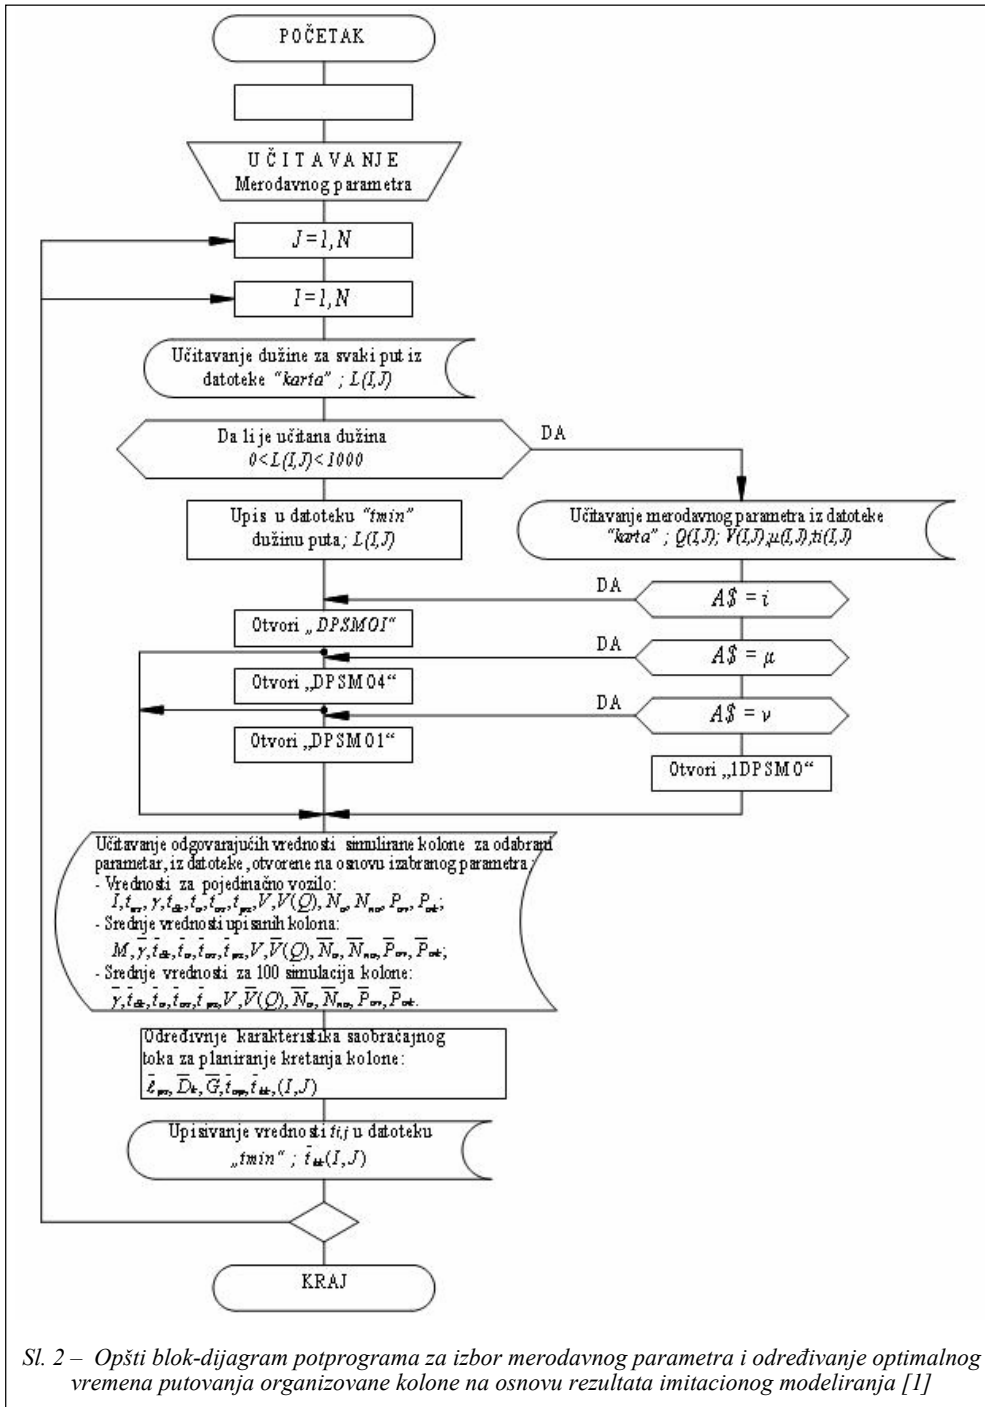 POČETAK
UČITAVANJE
Merodavnog parametra
J=1,N
I=1,N
Učitavanje dužine za svaki put iz
datoteke “karta” ; L(I,J)
Da li je učitana dužina
0<L(I,J)<1000
DA
Upis u datoteku “tmin”
dužinu puta; L(I,J)
Učitavanje merodavnog parametra iz datoteke
“karta” ; Q(I,J); V(I,J),μ(I,J),ti(I,J)
DA
A$ = i
Otvori „DPSMOI“
DA
A$ = μ
Otvori „DPSMO4“
DA
A$ = ν
Otvori „DPSMO1“
Otvori „1DPSMO“
Učitavanje odgovarajućih vrednosti simulirane kolone za odabrani
parametar, iz datoteke, otvorene na osnovu izabranog parametra;
- Vrednosti za pojedinačno vozilo:
- Srednje vrednosti upisanih kolona:
- Srednje vrednosti za 100 simulacija kolone:
Određivnje karakteristika saobraćajnog
toka za planiranje kretanja kolone:
Upisivanje vrednosti ti,j u datoteku
„tmin“ ;
KRAJ
Sl. 2 – Opšti blok-dijagram potprograma za izbor merodavnog parametra i određivanje optimalnog
vremena putovanja organizovane kolone na osnovu rezultata imitacionog modeliranja [1]